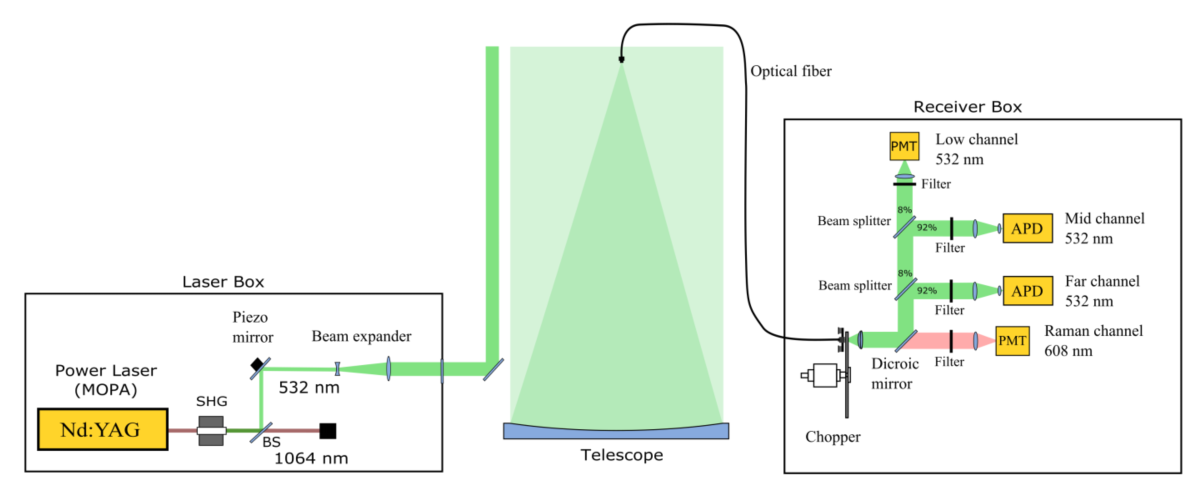 Laser Box
Power Laser
(MOPA)
Nd:YAG
SHG
BS
1064 nm
532 nm
Piezo
mirror
Beam expander
Telescope
Optical fiber
Receiver Box
PMT
Low channel
532 nm
Filter
8%
Beam splitter
92%
Filter
APD
Mid channel
532 nm
8%
Beam splitter
92%
Filter
APD
Far channel
532 nm
Dicroic
mirror
Filter
PMT
Raman channel
608 nm
Chopper